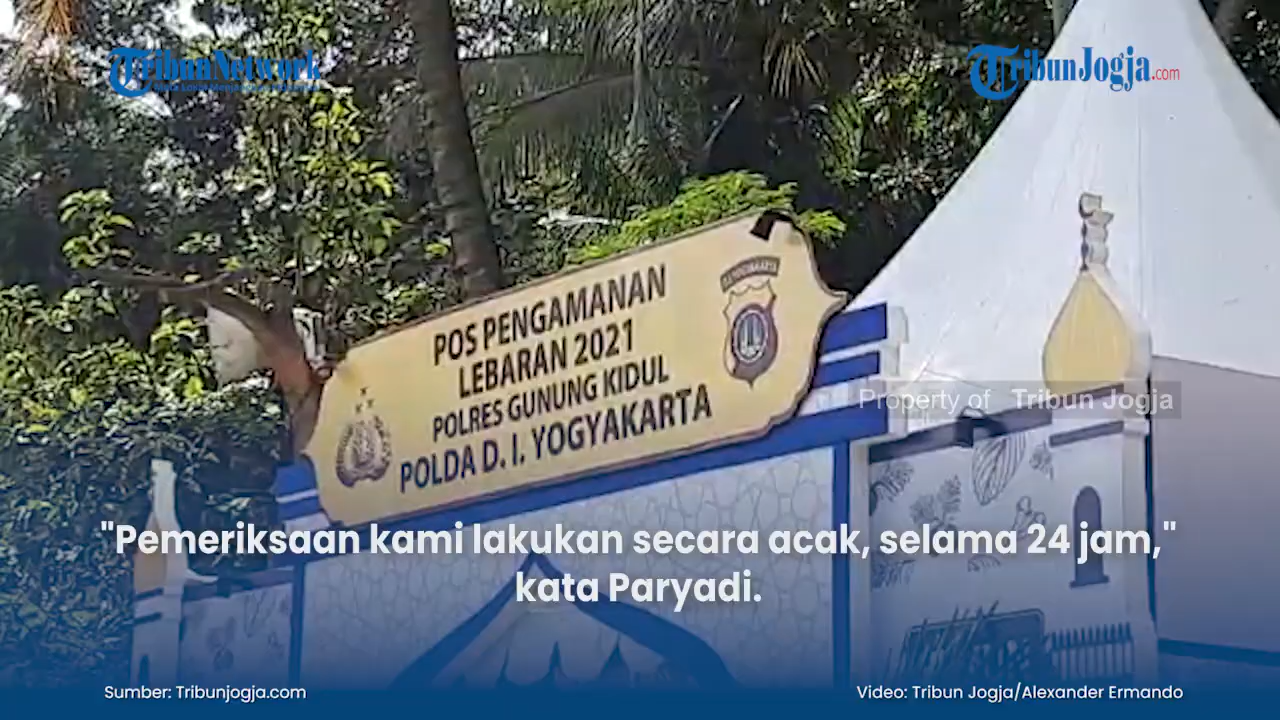 TribunNetwork
TribunJogja.com
D.I. YOGYAKARTA
POS PENGAMANAN
LEBARAN 2021
POLRES GUNUNG KIDUL
POLDA D. I. YOGYAKARTA
Property of Tribun Jogja
"Pemeriksaan kami lakukan secara acak, selama 24 jam,"
kata Paryadi.
Sumber: Tribunjogja.com
Video: Tribun Jogja/Alexander Ermando